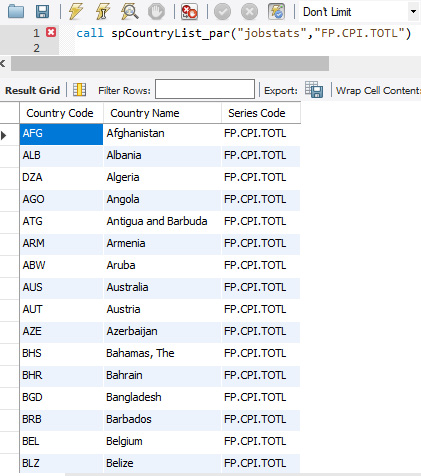 Don't Limit
1 call spCountryList_par("jobstats","FP.CPI.TOTL")
2
Result Grid Filter Rows: Export: Wrap Cell Content:
Country Code Country Name Series Code
AFG Afghanistan FP.CPI.TOTL
ALB Albania FP.CPI.TOTL
DZA Algeria FP.CPI.TOTL
AGO Angola FP.CPI.TOTL
ATG Antigua and Barbuda FP.CPI.TOTL
ARM Armenia FP.CPI.TOTL
ABW Aruba FP.CPI.TOTL
AUS Australia FP.CPI.TOTL
AUT Austria FP.CPI.TOTL
AZE Azerbaijan FP.CPI.TOTL
BHS Bahamas, The FP.CPI.TOTL
BHR Bahrain FP.CPI.TOTL
BGD Bangladesh FP.CPI.TOTL
BRB Barbados FP.CPI.TOTL
BEL Belgium FP.CPI.TOTL
BLZ Belize FP.CPI.TOTL